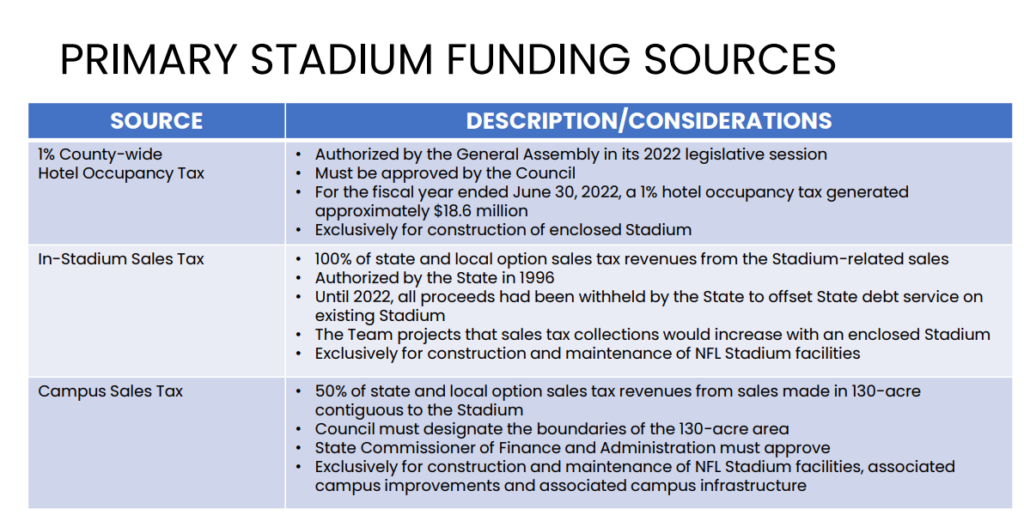 PRIMARY STADIUM FUNDING SOURCES
SOURCE
DESCRIPTION/CONSIDERATIONS
1% County-wide
Hotel Occupancy Tax
• Authorized by the General Assembly in its 2022 legislative session
• Must be approved by the Council
• For the fiscal year ended June 30, 2022, a 1% hotel occupancy tax generated
approximately $18.6 million
• Exclusively for construction of enclosed Stadium
In-Stadium Sales Tax
• 100% of state and local option sales tax revenues from the Stadium-related sales
• Authorized by the State in 1996
• Until 2022, all proceeds had been withheld by the State to offset State debt service on
existing Stadium
• The Team projects that sales tax collections would increase with an enclosed Stadium
• Exclusively for construction and maintenance of NFL Stadium facilities
Campus Sales Tax
• 50% of state and local option sales tax revenues from sales made in 130-acre
contiguous to the Stadium
• Council must designate the boundaries of the 130-acre area
• State Commissioner of Finance and Administration must approve
• Exclusively for construction and maintenance of NFL Stadium facilities, associated
campus improvements and associated campus infrastructure